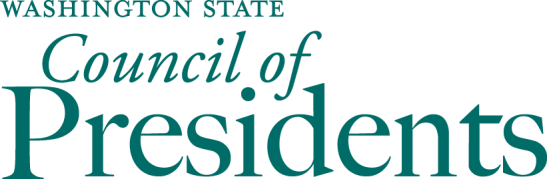 WASHINGTON STATE
Council of
Presidents